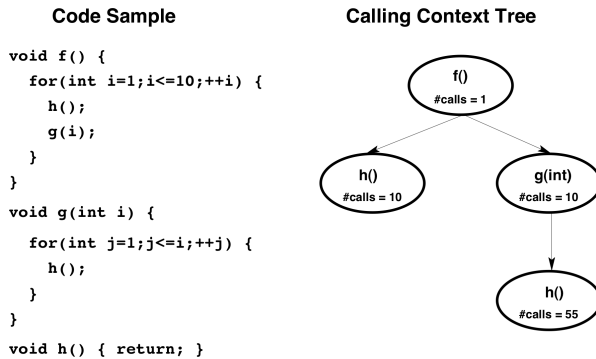 Code Sample
void f() {
for(int i=1;i<=10;++i) {
h();
g(i);
}
}
void g(int i) {
for(int j=1;j<=i;++j) {
h();
}
}
void h() { return; }
Calling Context Tree
f()
#calls = 1
h()
#calls = 10
g(int)
#calls = 10
h()
#calls = 55